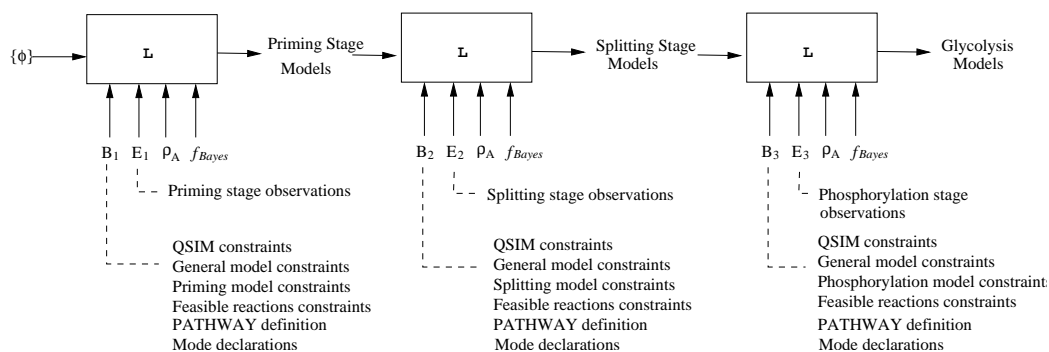 {ϕ}
L
Priming Stage
Models
L
Splitting Stage
Models
L
Glycolysis
Models
B1 E1 ρA fBayes
B2 E2 ρA fBayes
B3 E3 ρA fBayes
Priming stage observations
Splitting stage observations
Phosphorylation stage
observations
QSIM constraints
General model constraints
Priming model constraints
Feasible reactions constraints
PATHWAY definition
Mode declarations
QSIM constraints
General model constraints
Splitting model constraints
Feasible reactions constraints
PATHWAY definition
Mode declarations
QSIM constraints
General model constraints
Phosphorylation model constraints
Feasible reactions constraints
PATHWAY definition
Mode declarations